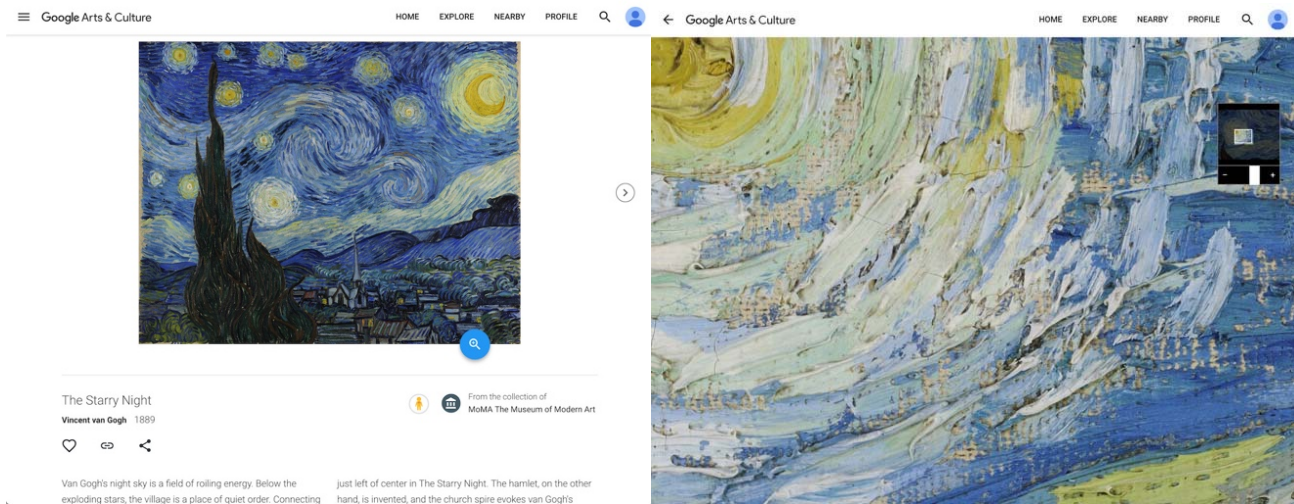 Google Arts & Culture
HOME EXPLORE NEARBY PROFILE
The Starry Night
Vincent van Gogh 1889
From the collection of
MoMA The Museum of Modern Art
Van Gogh's night sky is a field of roiling energy. Below the
exploding stars, the village is a place of quiet order. Connecting
just left of center in The Starry Night. The hamlet, on the other
hand, is invented, and the church spire evokes van Gogh's
Google Arts & Culture
HOME EXPLORE NEARBY PROFILE
- +